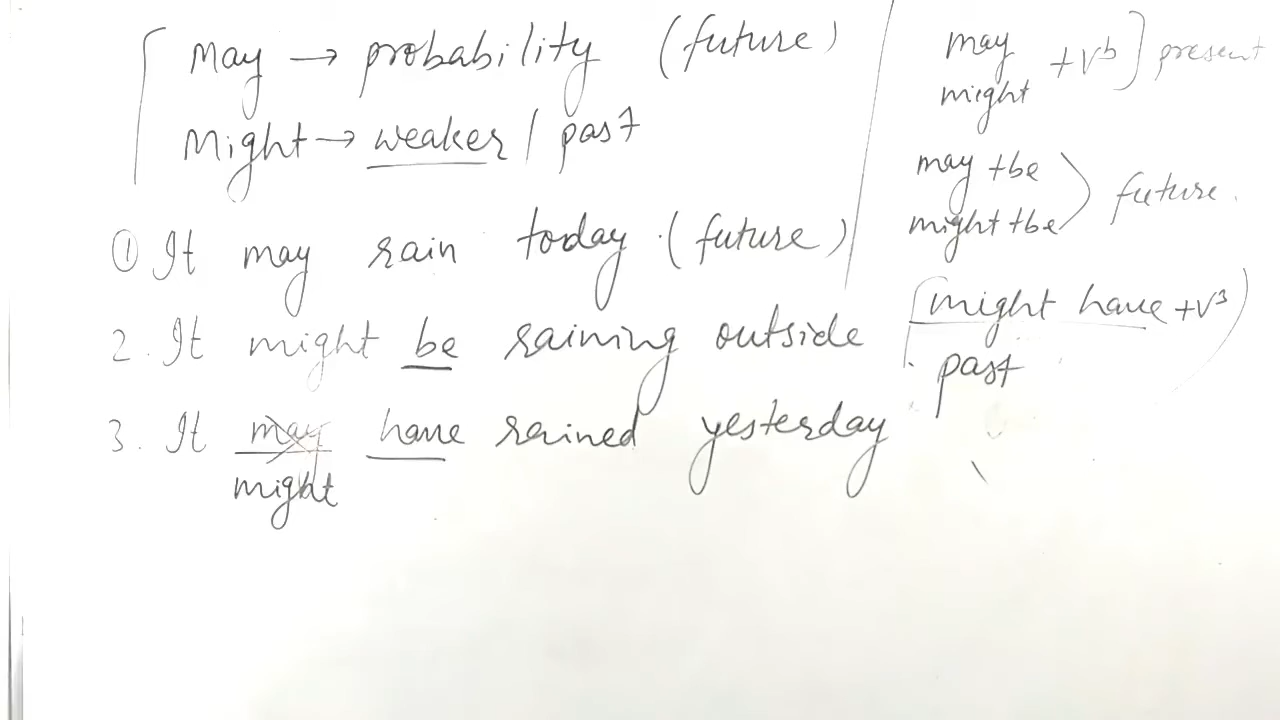 May → probability (future)
Might → weaker / past
① It may rain today. (future)
2. It might be raining outside
3. It may have rained yesterday
might
may
might +V^b ] present
may +be
might +be > future.
(might have +V³)
past